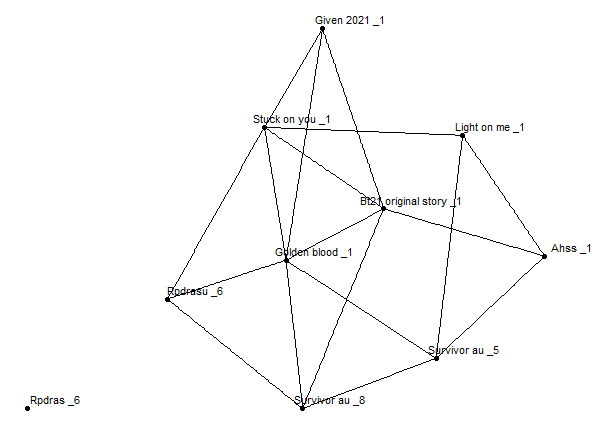 Given 2021 _1
Stuck on you _1
Light on me _1
Bt21 original story _1
Golden blood _1
Ahss _1
Rpdrasu _6
Survivor au _5
Rpdras _6
Survivor au _8